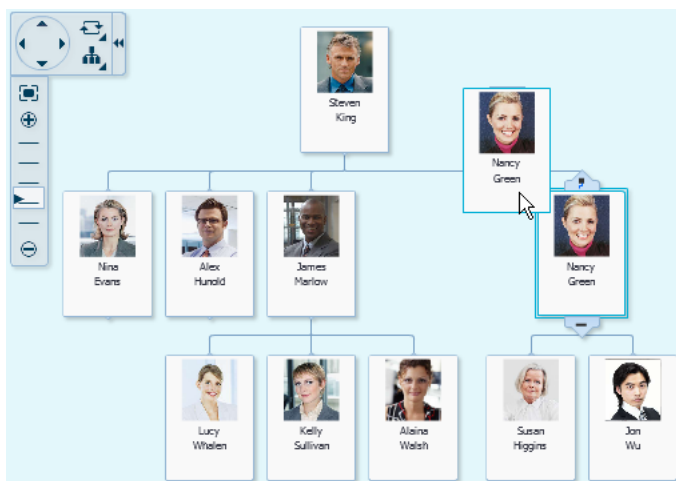 Steven
King
Nancy
Green
Nina
Evans
Alex
Hunold
James
Marlow
Nancy
Green
Lucy
Whalen
Kelly
Sullivan
Alaina
Walsh
Susan
Higgins
Jon
Wu